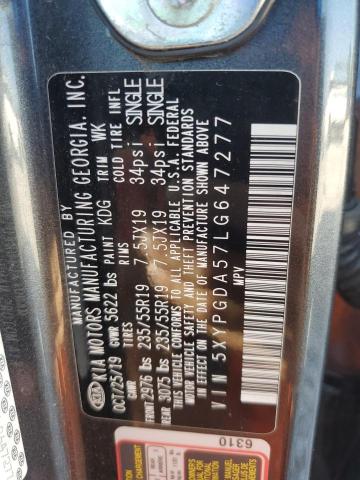 MANUFACTURED BY
KIA MOTORS MANUFACTURING GEORGIA, INC.
OCT/25/19 GVWR 5622 lbs PAINT KDG TRIM WK
GAWR TIRES RIMS COLD TIRE INFL
FRONT 2976 lbs 235/55R19 7.5JX19 34psi SINGLE
REAR 3075 lbs 235/55R19 7.5JX19 34psi SINGLE
THIS VEHICLE CONFORMS TO ALL APPLICABLE U.S.A. FEDERAL
MOTOR VEHICLE SAFETY AND THEFT PREVENTION
STANDARDS IN EFFECT ON THE DATE OF MANUFACTURE SHOWN ABOVE
VIN 5XYPGDA57LG647277
MPV
6310